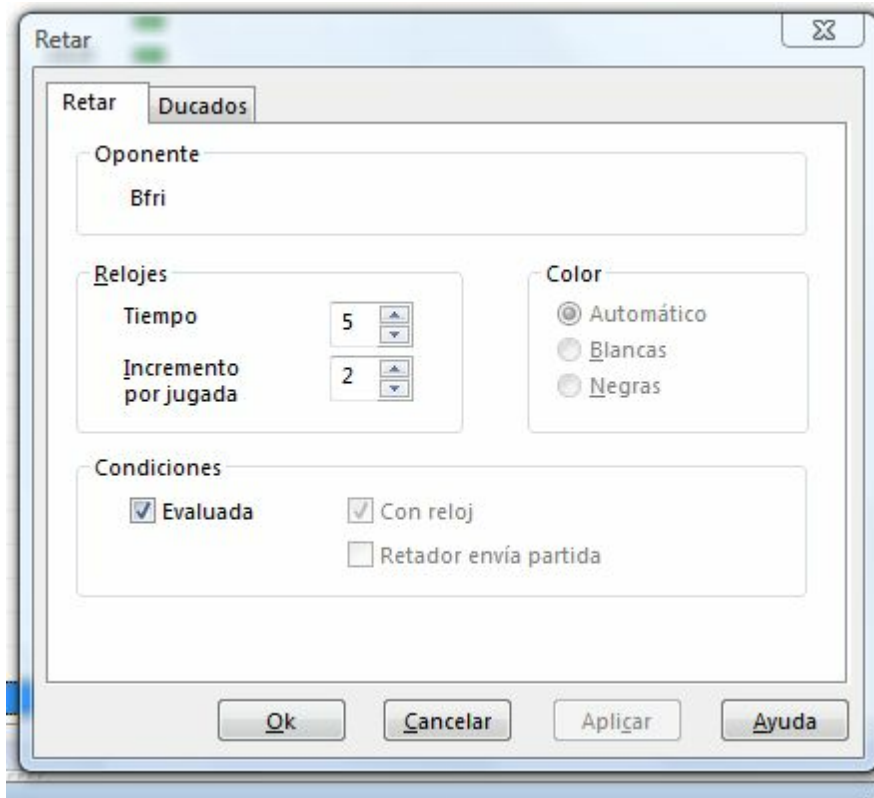 Retar
Retar Ducados
Oponente
Bfri
Relojes
Tiempo 5
Incremento
por jugada 2
Color
Automático
Blancas
Negras
Condiciones
Evaluada Con reloj
Retador envía partida
Ok Cancelar Aplicar Ayuda